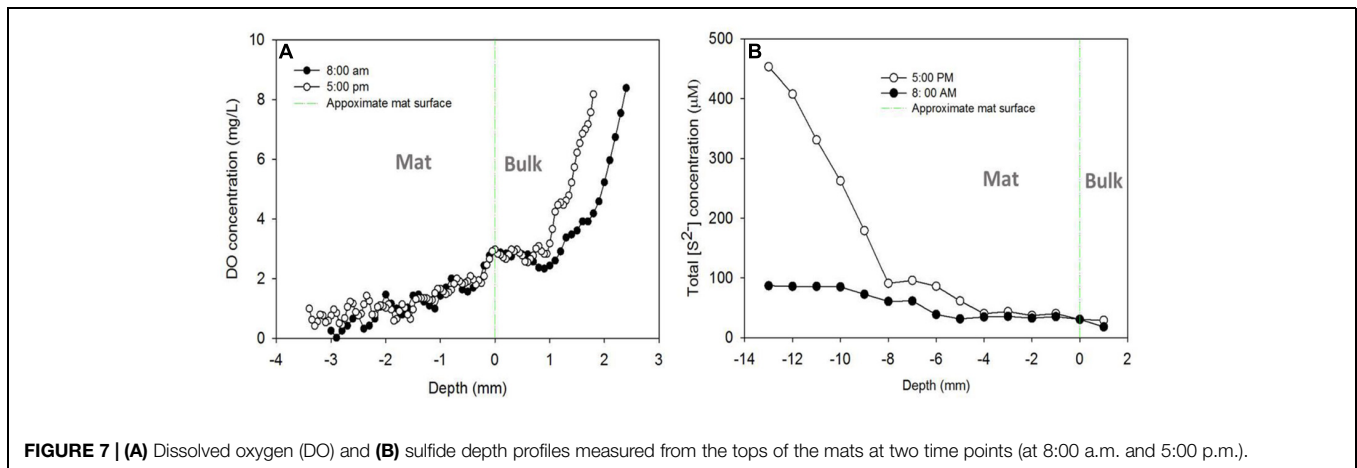 A
8:00 am
5:00 pm
Appoximate mat surface
Mat
Bulk
DO concentration (mg/L)
10
8
6
4
2
0
-4 -3 -2 -1 0 1 2 3
Depth (mm)
B
5:00 PM
8: 00 AM
Approximate mat surface
Mat
Bulk
Total [S2-] concentration (µM)
500
400
300
200
100
0
-14 -12 -10 -8 -6 -4 -2 0 2
Depth (mm)
FIGURE 7 | (A) Dissolved oxygen (DO) and (B) sulfide depth profiles measured from the tops of the mats at two time points (at 8:00 a.m. and 5:00 p.m.).